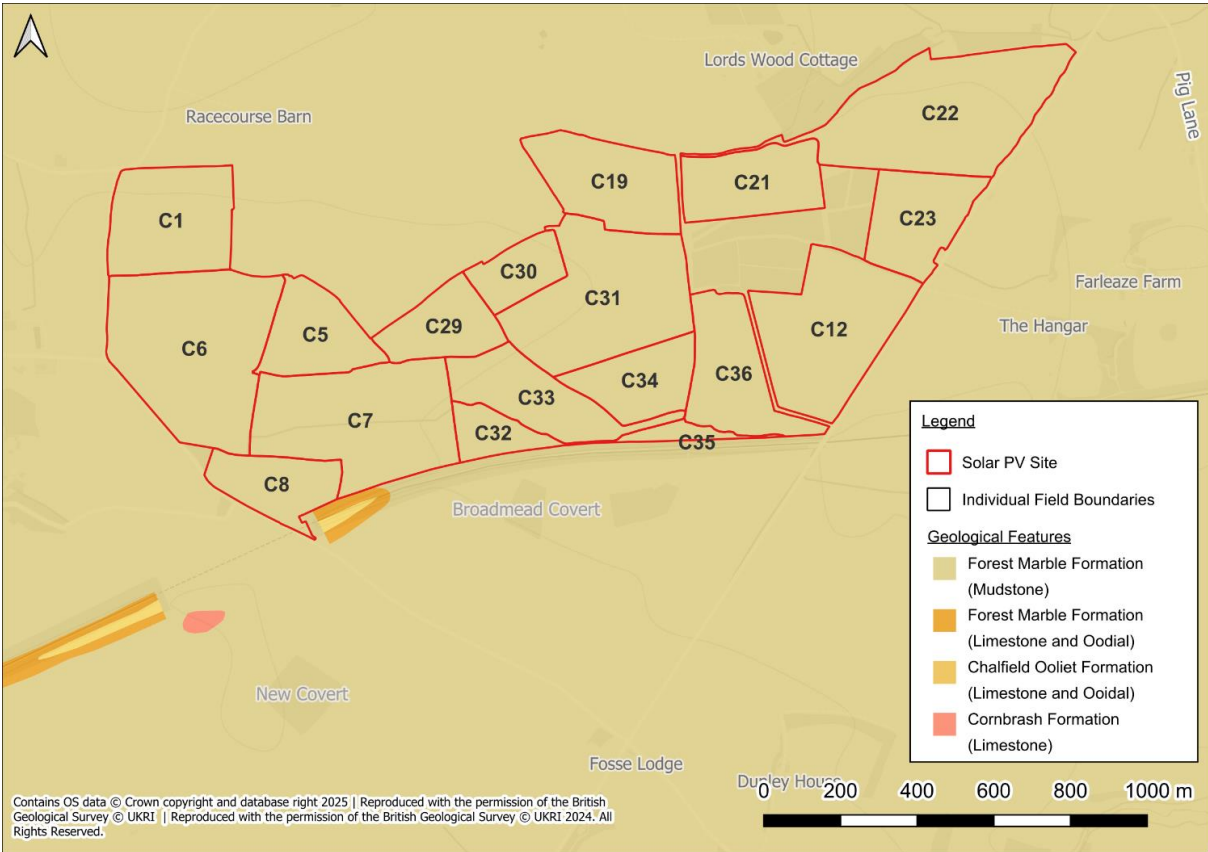 Lords Wood Cottage
Pig Lane
Racecourse Barn
C22
C19
C21
C1
C23
C30
C31
Farleaze Farm
C29
The Hangar
C5
C12
C6
C36
C34
C33
C7
C32
C35
C8
Broadmead Covert
New Covert
Fosse Lodge
Dunley House
Legend
Solar PV Site
Individual Field Boundaries
Geological Features
Forest Marble Formation
(Mudstone)
Forest Marble Formation
(Limestone and Oodial)
Chalfield Ooliet Formation
(Limestone and Ooidal)
Cornbrash Formation
(Limestone)
0 200 400 600 800 1000 m
Contains OS data © Crown copyright and database right 2025 | Reproduced with the permission of the British
Geological Survey © UKRI | Reproduced with the permission of the British Geological Survey © UKRI 2024. All
Rights Reserved.